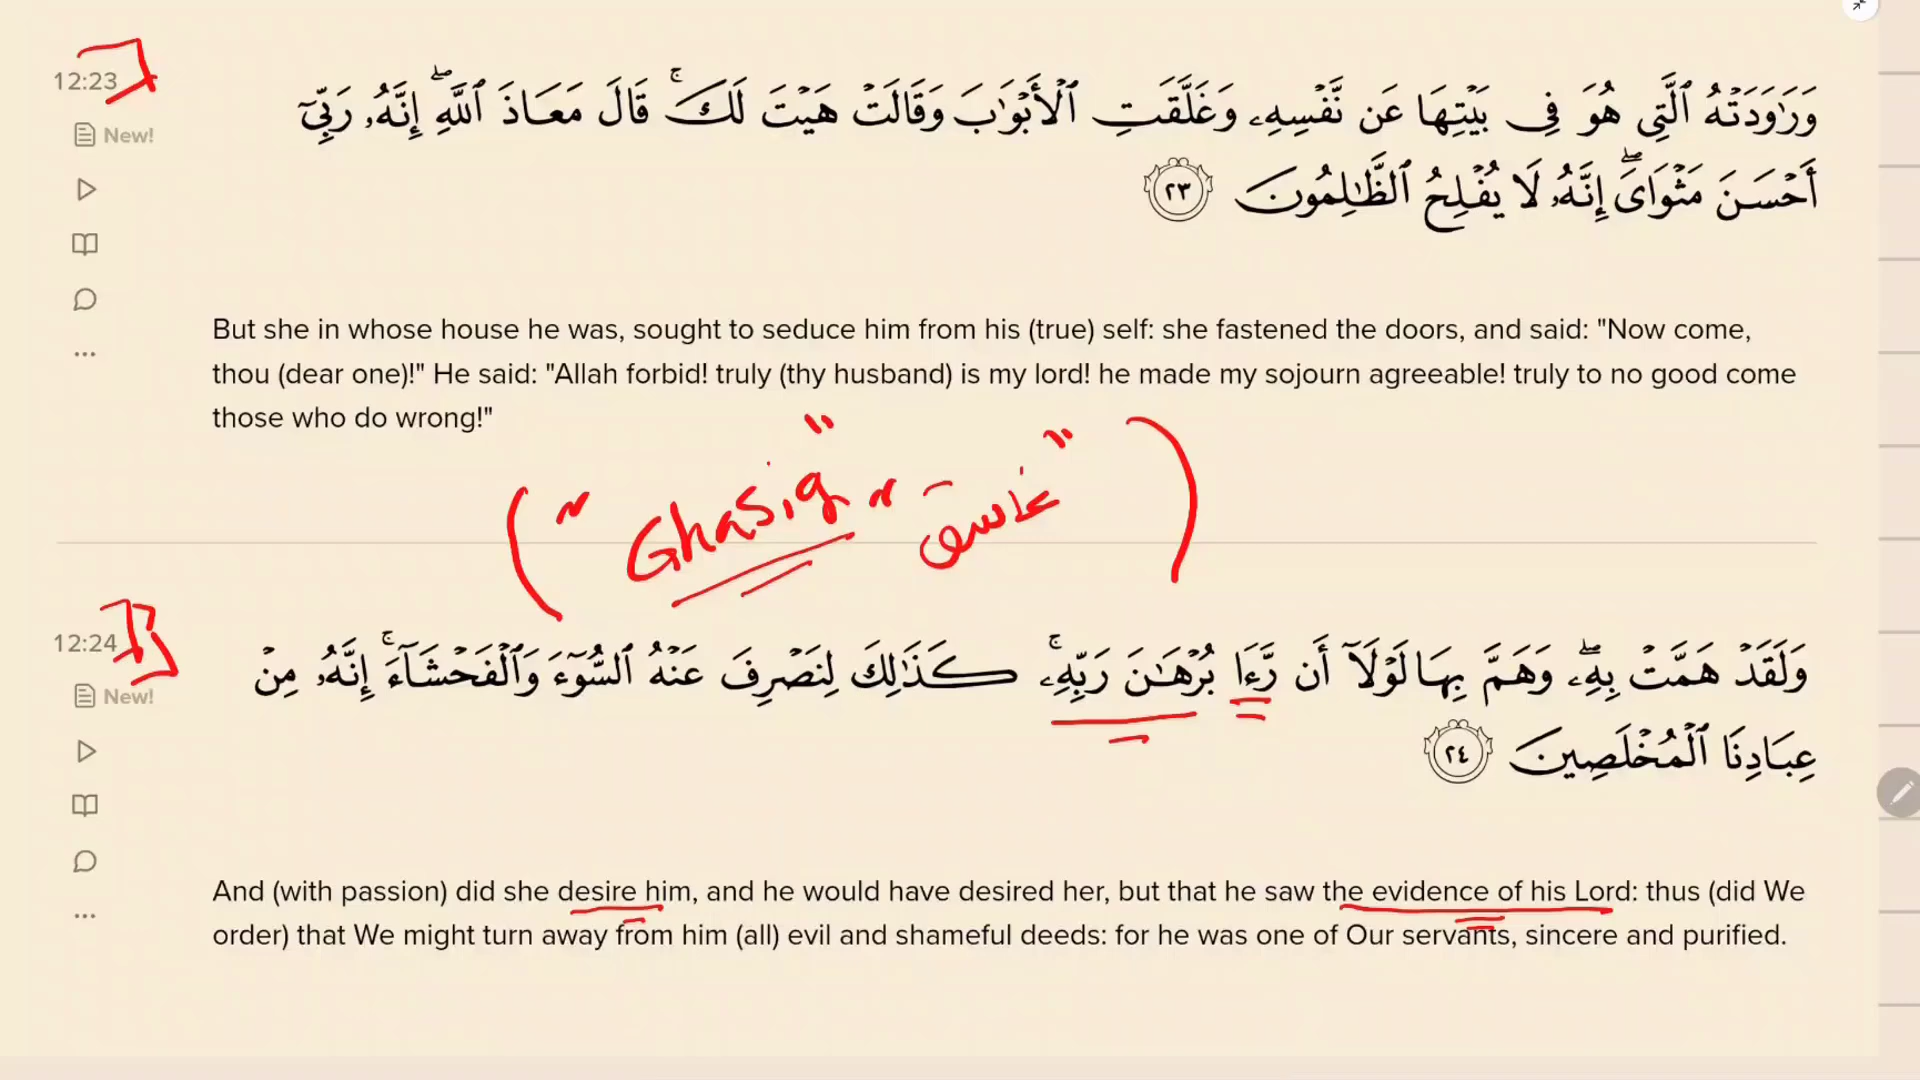 12:23
New!
وَرَٰوَدَتْهُ ٱلَّتِى هُوَ فِى بَيْتِهَا عَن نَّفْسِهِۦ وَغَلَّقَتِ ٱلْأَبْوَٰبَ وَقَالَتْ هَيْتَ لَكَ ۚ قَالَ مَعَاذَ ٱللَّهِ ۖ إِنَّهُۥ رَبِّىٓ
أَحْسَنَ مَثْوَاىَ ۖ إِنَّهُۥ لَا يُفْلِحُ ٱلظَّٰلِمُونَ ٢٣
But she in whose house he was, sought to seduce him from his (true) self: she fastened the doors, and said: "Now come,
thou (dear one)!" He said: "Allah forbid! truly (thy husband) is my lord! he made my sojourn agreeable! truly to no good come
those who do wrong!"
( " Ghasiq " غاسق " )
12:24
New!
وَلَقَدْ هَمَّتْ بِهِۦ ۖ وَهَمَّ بِهَا لَوْلَآ أَن رَّءَا بُرْهَٰنَ رَبِّهِۦ ۚ كَذَٰلِكَ لِنَصْرِفَ عَنْهُ ٱلسُّوٓءَ وَٱلْفَحْشَآءَ ۚ إِنَّهُۥ مِنْ
عِبَادِنَا ٱلْمُخْلَصِينَ ٢٤
And (with passion) did she desire him, and he would have desired her, but that he saw the evidence of his Lord: thus (did We
order) that We might turn away from him (all) evil and shameful deeds: for he was one of Our servants, sincere and purified.